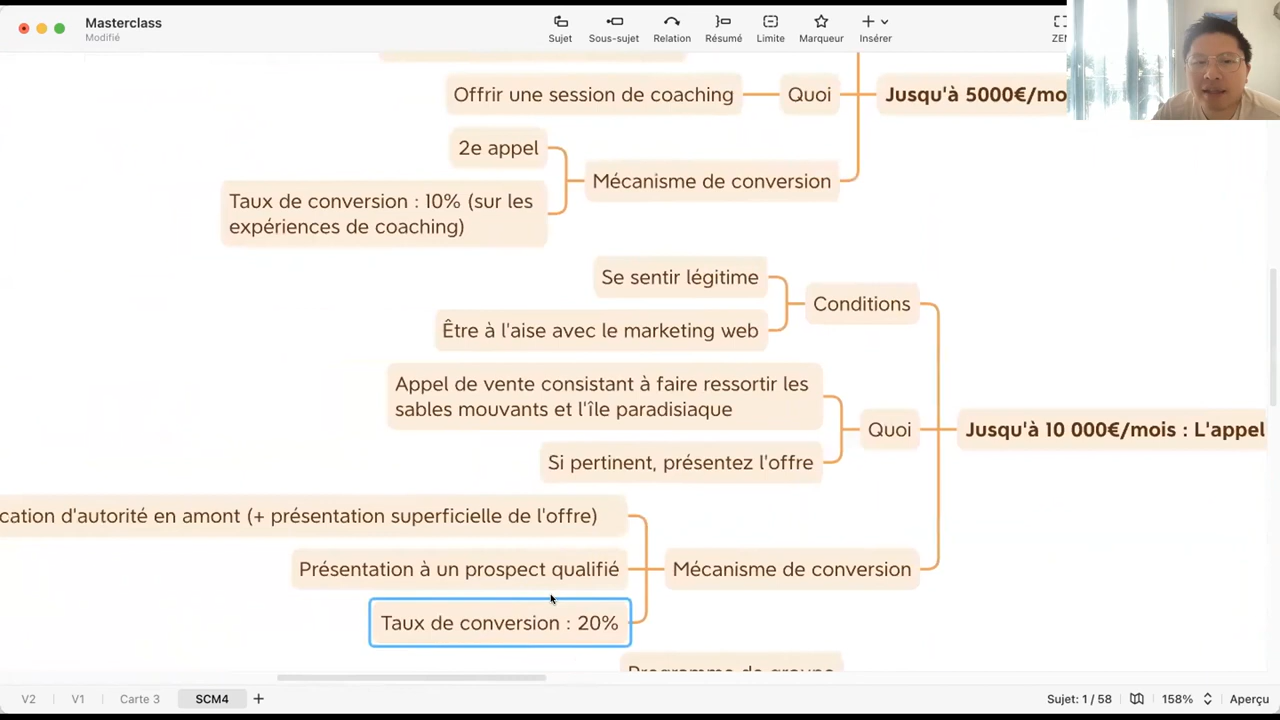 Masterclass
Modifié
Sujet
Sous-sujet
Relation
Résumé
Limite
Marqueur
Insérer
ZEN
Offrir une session de coaching
Quoi
Jusqu'à 5000€/mo
2e appel
Mécanisme de conversion
Taux de conversion : 10% (sur les
expériences de coaching)
Se sentir légitime
Conditions
Être à l'aise avec le marketing web
Appel de vente consistant à faire ressortir les
sables mouvants et l'île paradisiaque
Quoi
Jusqu'à 10 000€/mois : L'appel
Si pertinent, présentez l'offre
cation d'autorité en amont (+ présentation superficielle de l'offre)
Présentation à un prospect qualifié
Mécanisme de conversion
Taux de conversion : 20%
Programme de groupe
V2
V1
Carte 3
SCM4
Sujet: 1 / 58
158%
Aperçu